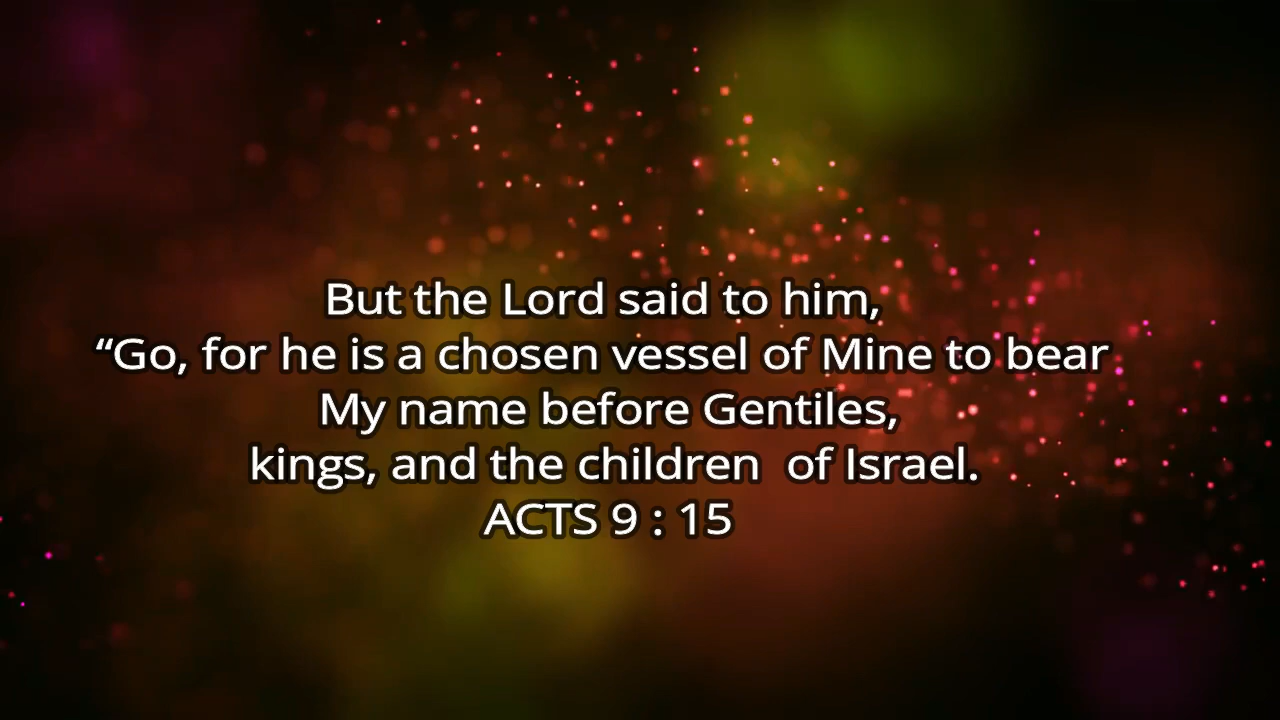 But the Lord said to him,
“Go, for he is a chosen vessel of Mine to bear
My name before Gentiles,
kings, and the children  of Israel.
ACTS 9 : 15